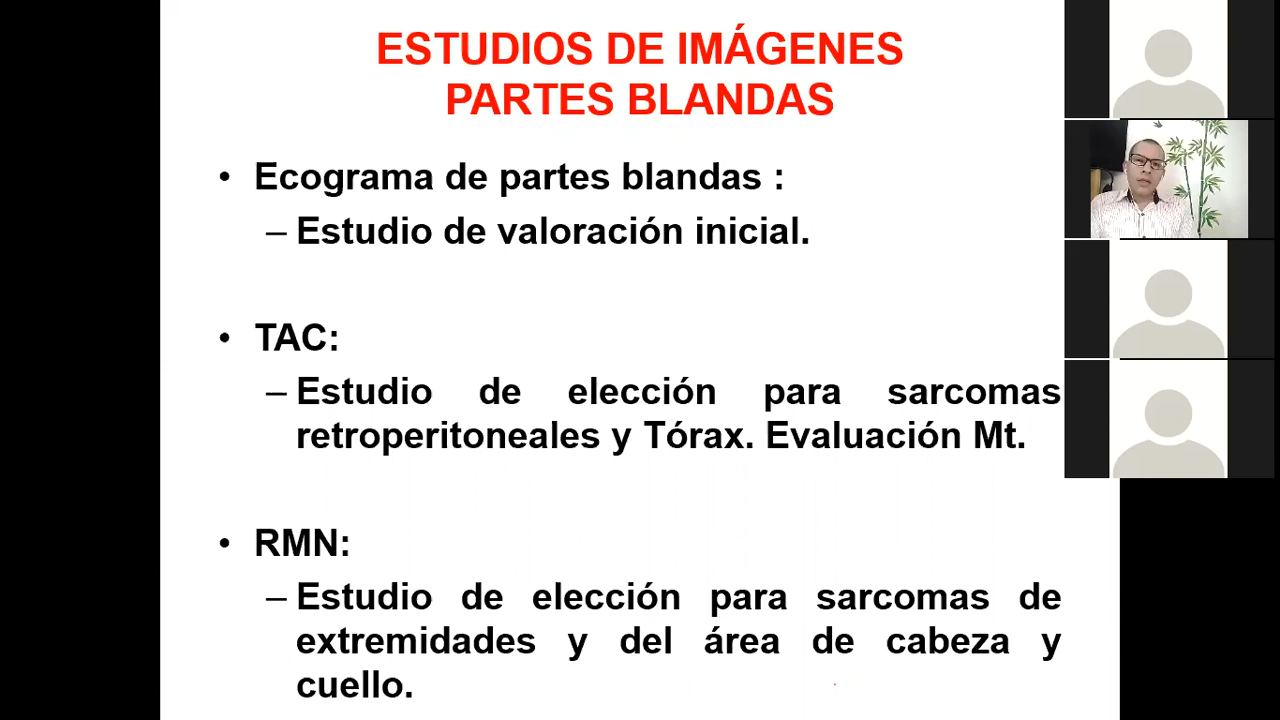 ESTUDIOS DE IMÁGENES
PARTES BLANDAS
• Ecograma de partes blandas :
– Estudio de valoración inicial.
• TAC:
– Estudio de elección para sarcomas
retroperitoneales y Tórax. Evaluación Mt.
• RMN:
– Estudio de elección para sarcomas de
extremidades y del área de cabeza y
cuello.